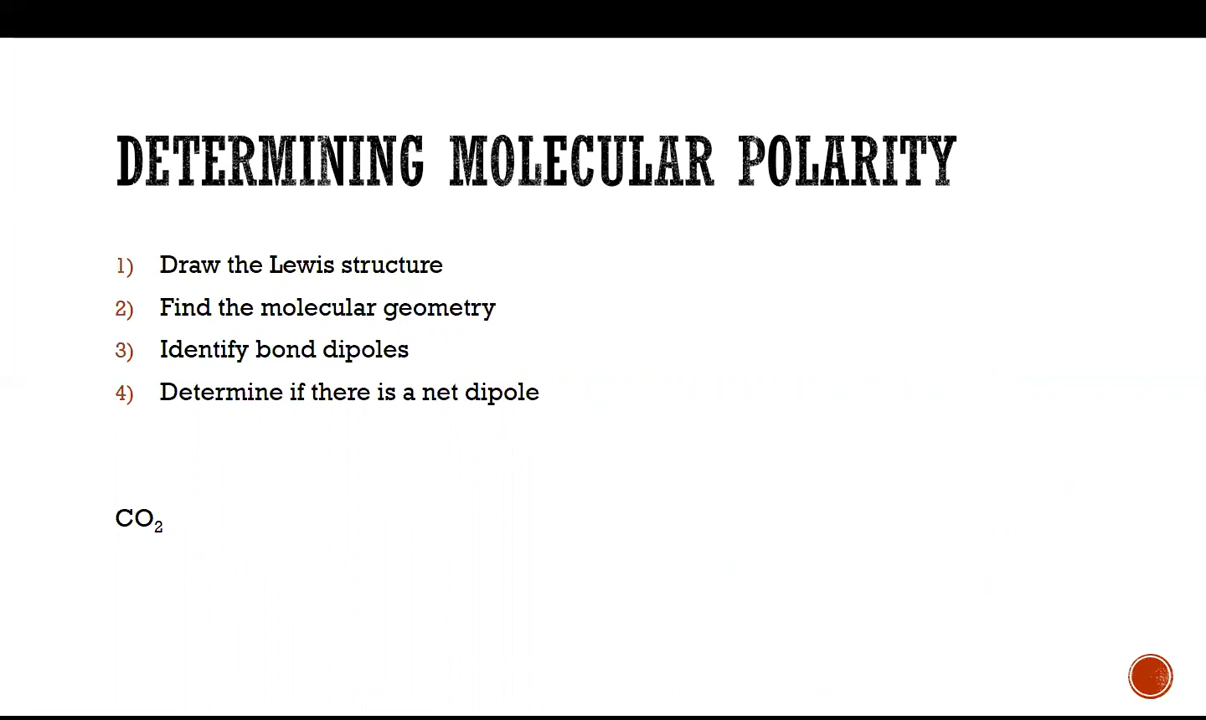 DETERMINING MOLECULAR POLARITY
1) Draw the Lewis structure
2) Find the molecular geometry
3) Identify bond dipoles
4) Determine if there is a net dipole
CO₂